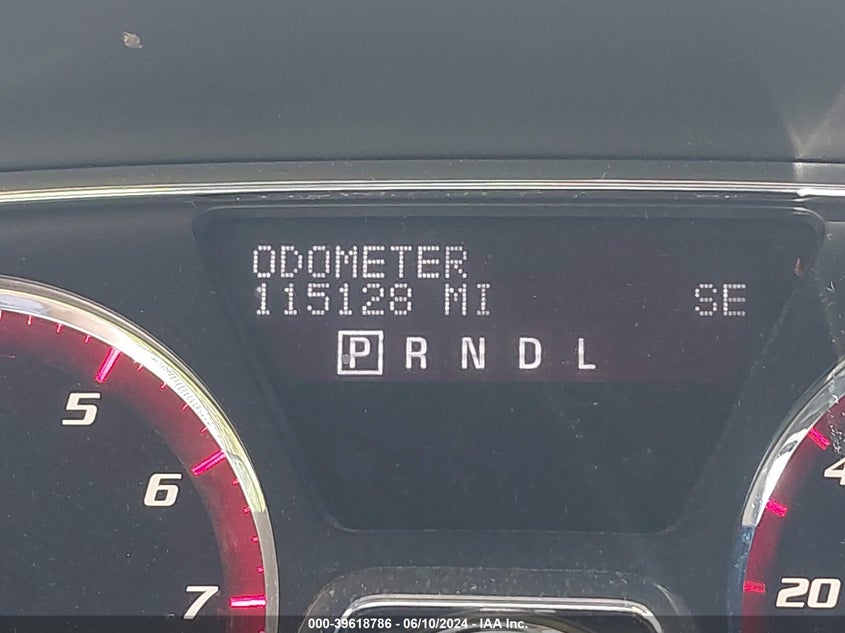 ODOMETER
115128 MI SE
P R N D L
5
6
7
4
20
000-39618786 - 06/10/2024 - IAA Inc.